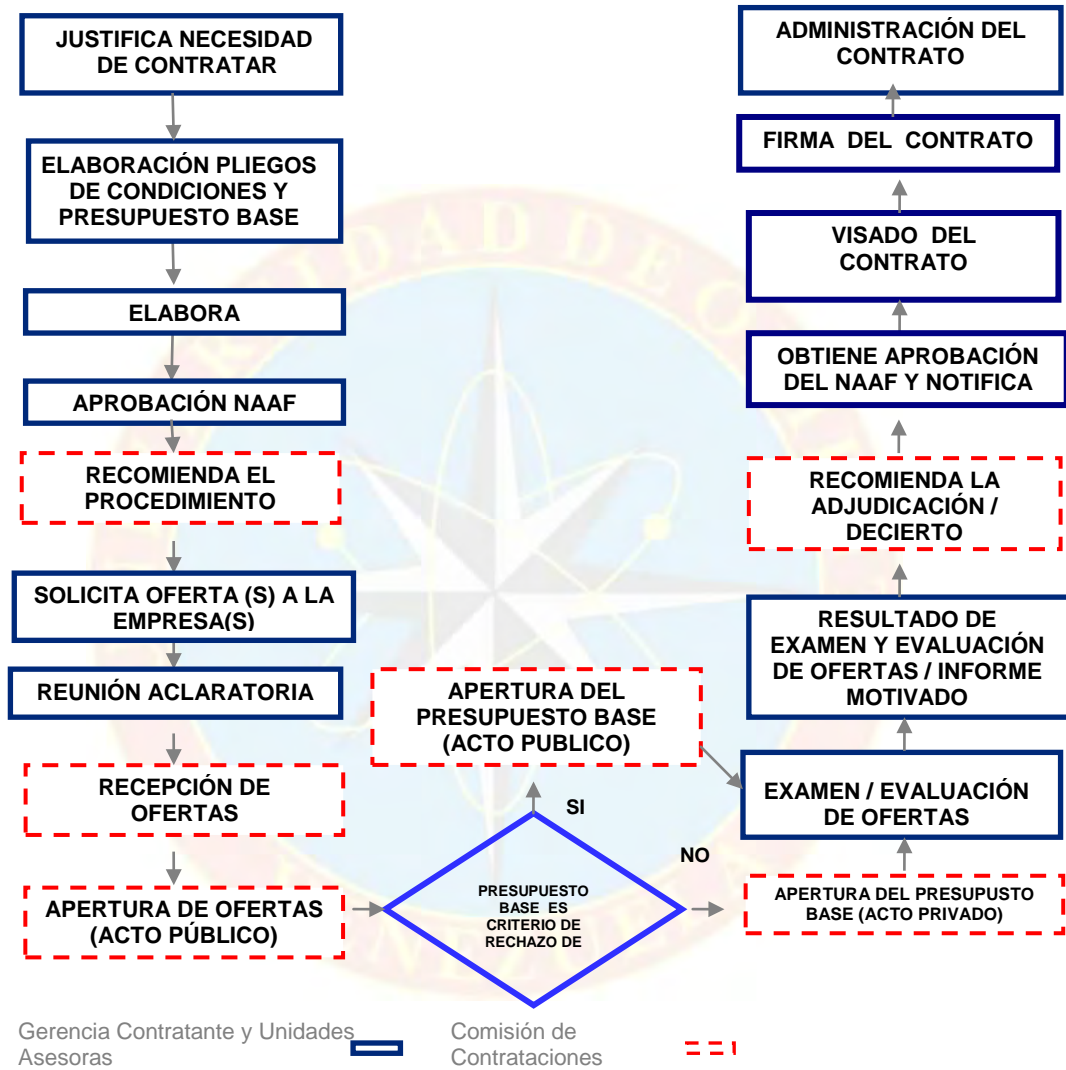 JUSTIFICA NECESIDAD
DE CONTRATAR
ELABORACIÓN PLIEGOS
DE CONDICIONES Y
PRESUPUESTO BASE
ELABORA
APROBACIÓN NAAF
RECOMIENDA EL
PROCEDIMIENTO
SOLICITA OFERTA (S) A LA
EMPRESA(S)
REUNIÓN ACLARATORIA
RECEPCIÓN DE
OFERTAS
APERTURA DE OFERTAS
(ACTO PÚBLICO)
PRESUPUESTO
BASE ES
CRITERIO DE
RECHAZO DE
SI
NO
APERTURA DEL
PRESUPUESTO BASE
(ACTO PUBLICO)
APERTURA DEL PRESUPUSTO
BASE (ACTO PRIVADO)
EXAMEN / EVALUACIÓN
DE OFERTAS
RESULTADO DE
EXAMEN Y EVALUACIÓN
DE OFERTAS / INFORME
MOTIVADO
RECOMIENDA LA
ADJUDICACIÓN /
DECIERTO
OBTIENE APROBACIÓN
DEL NAAF Y NOTIFICA
VISADO DEL
CONTRATO
FIRMA DEL CONTRATO
ADMINISTRACIÓN DEL
CONTRATO
Gerencia Contratante y Unidades
Asesoras
Comisión de
Contrataciones